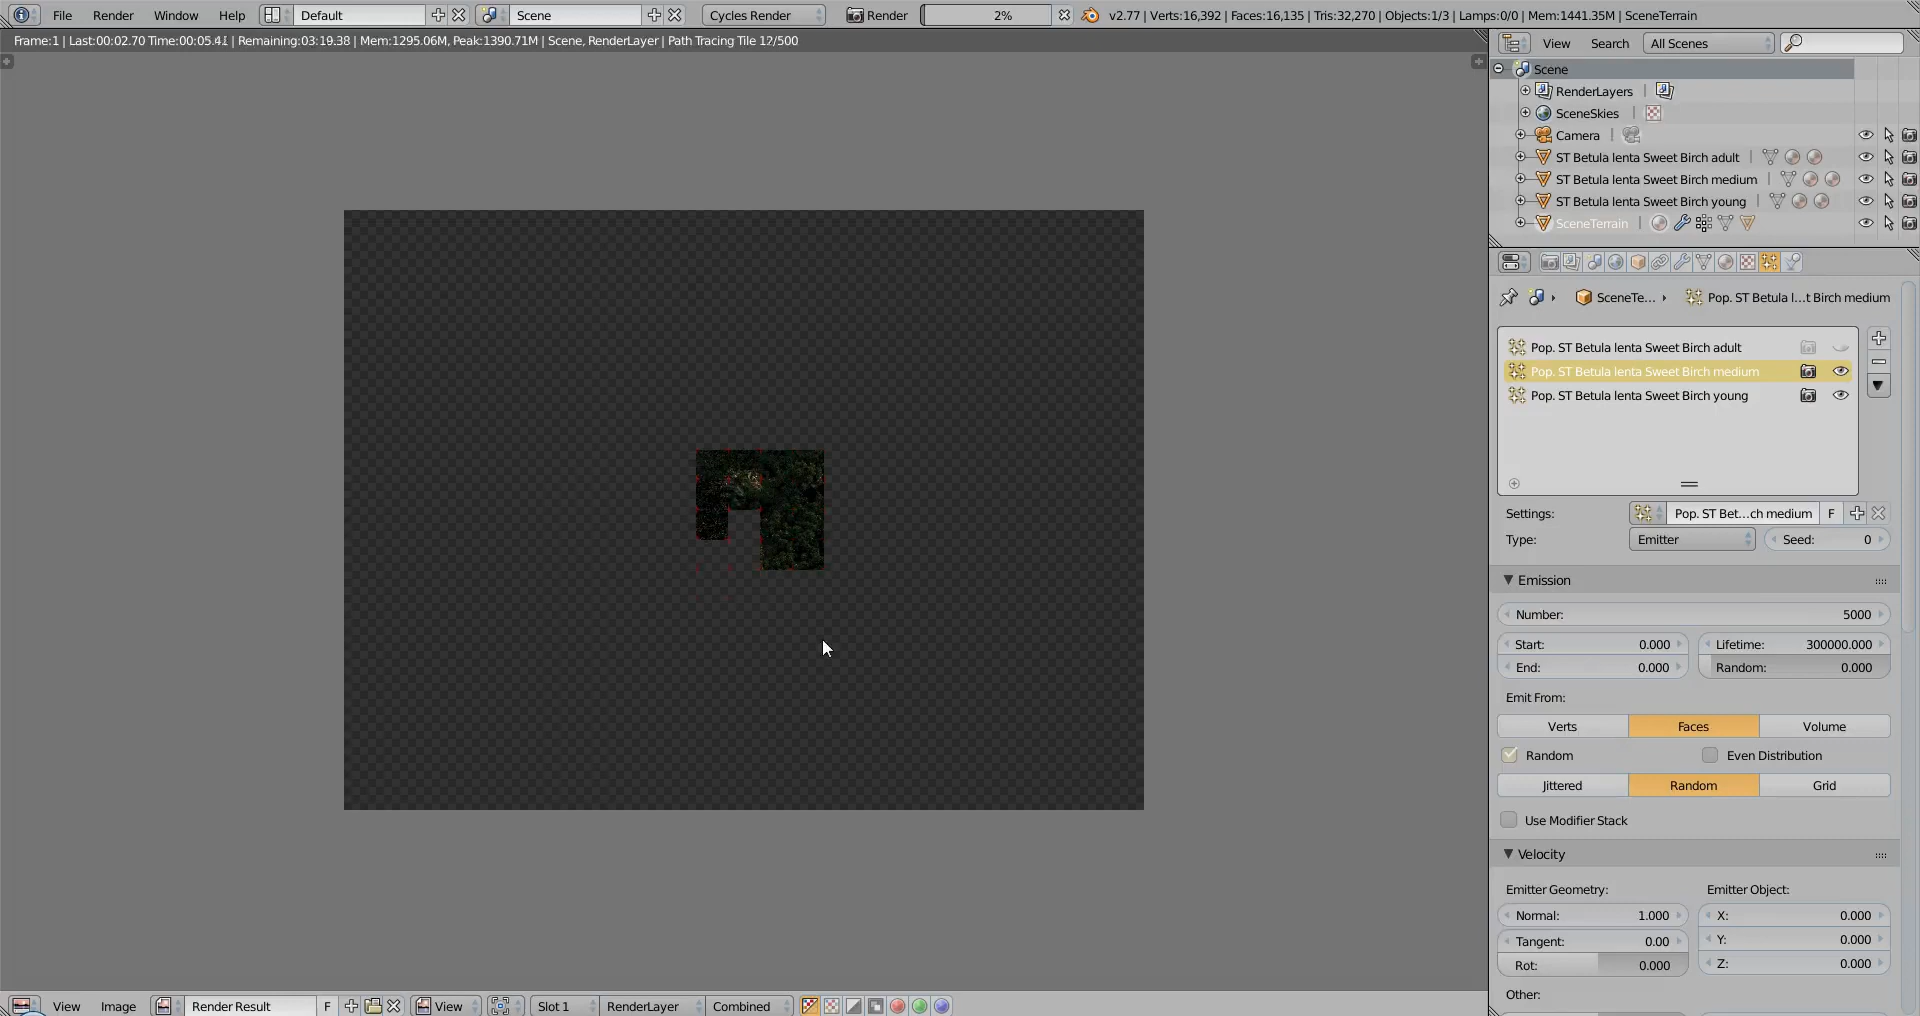 File Render Window Help Default Scene Cycles Render Render 2% v2.77 | Verts:16,392 | Faces:16,135 | Tris:32,270 | Objects:1/3 | Lamps:0/0 | Mem:1441.35M | SceneTerrain
Frame:1 | Last:00:02.70 Time:00:05.41 | Remaining:03:19.38 | Mem:1295.06M, Peak:1390.71M | Scene, RenderLayer | Path Tracing Tile 12/500
View Search All Scenes
Scene
RenderLayers
SceneSkies
Camera
ST Betula lenta Sweet Birch adult
ST Betula lenta Sweet Birch medium
ST Betula lenta Sweet Birch young
SceneTerrain
SceneTe... Pop. ST Betula l...t Birch medium
Pop. ST Betula lenta Sweet Birch adult
Pop. ST Betula lenta Sweet Birch medium
Pop. ST Betula lenta Sweet Birch young
Settings: Pop. ST Bet...ch medium F
Type: Emitter Seed: 0
Emission
Number: 5000
Start: 0.000 Lifetime: 300000.000
End: 0.000 Random: 0.000
Emit From:
Verts Faces Volume
Random Even Distribution
Jittered Random Grid
Use Modifier Stack
Velocity
Emitter Geometry: Emitter Object:
Normal: 1.000 X: 0.000
Tangent: 0.00 Y: 0.000
Rot: 0.000 Z: 0.000
Other:
View Image Render Result F View Slot 1 RenderLayer Combined